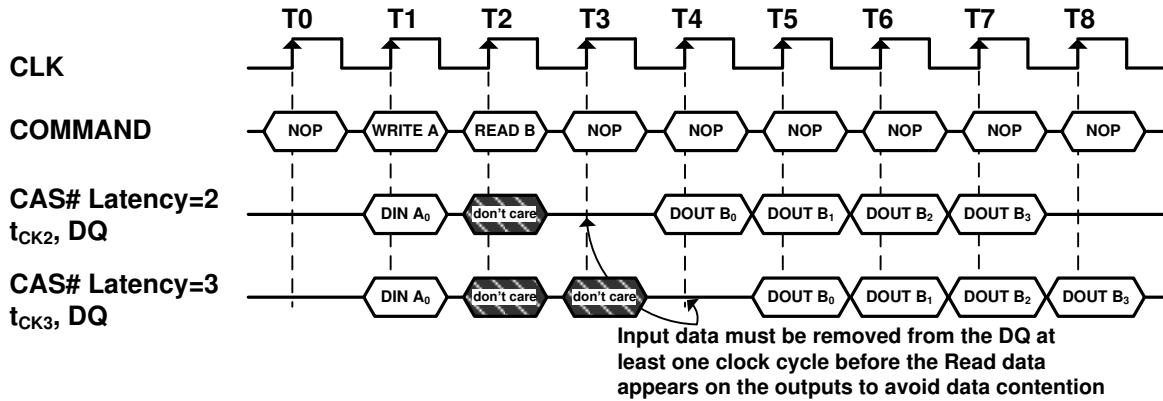 T0 T1 T2 T3 T4 T5 T6 T7 T8
CLK
COMMAND NOP WRITE A READ B NOP NOP NOP NOP NOP NOP
CAS# Latency=2
tCK2, DQ DIN A0 don't care DOUT B0 DOUT B1 DOUT B2 DOUT B3
CAS# Latency=3
tCK3, DQ DIN A0 don't care don't care DOUT B0 DOUT B1 DOUT B2 DOUT B3
Input data must be removed from the DQ at
least one clock cycle before the Read data
appears on the outputs to avoid data contention